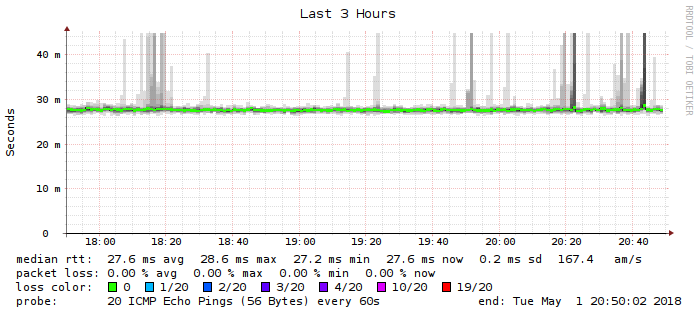 Last 3 Hours
RRDTOOL / TOBI OETIKER
Seconds
40 m
30 m
20 m
10 m
0
18:00 18:20 18:40 19:00 19:20 19:40 20:00 20:20 20:40
median rtt: 27.6 ms avg 28.6 ms max 27.2 ms min 27.6 ms now 0.2 ms sd 167.4 am/s
packet loss: 0.00 % avg 0.00 % max 0.00 % min 0.00 % now
loss color: 0 1/20 2/20 3/20 4/20 10/20 19/20
probe: 20 ICMP Echo Pings (56 Bytes) every 60s end: Tue May 1 20:50:02 2018